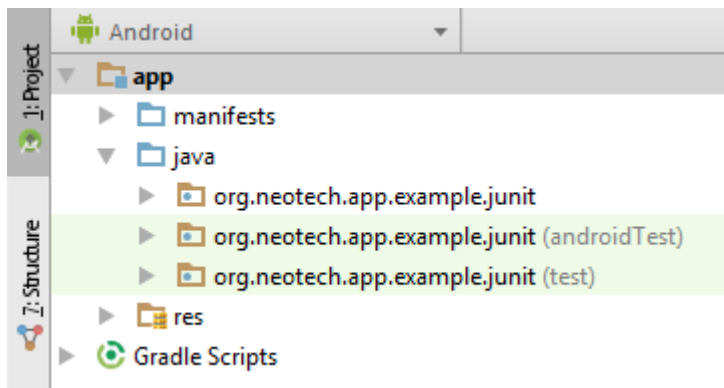 Android
1: Project
app
manifests
java
org.neotech.app.example.junit
org.neotech.app.example.junit (androidTest)
org.neotech.app.example.junit (test)
7: Structure
res
Gradle Scripts